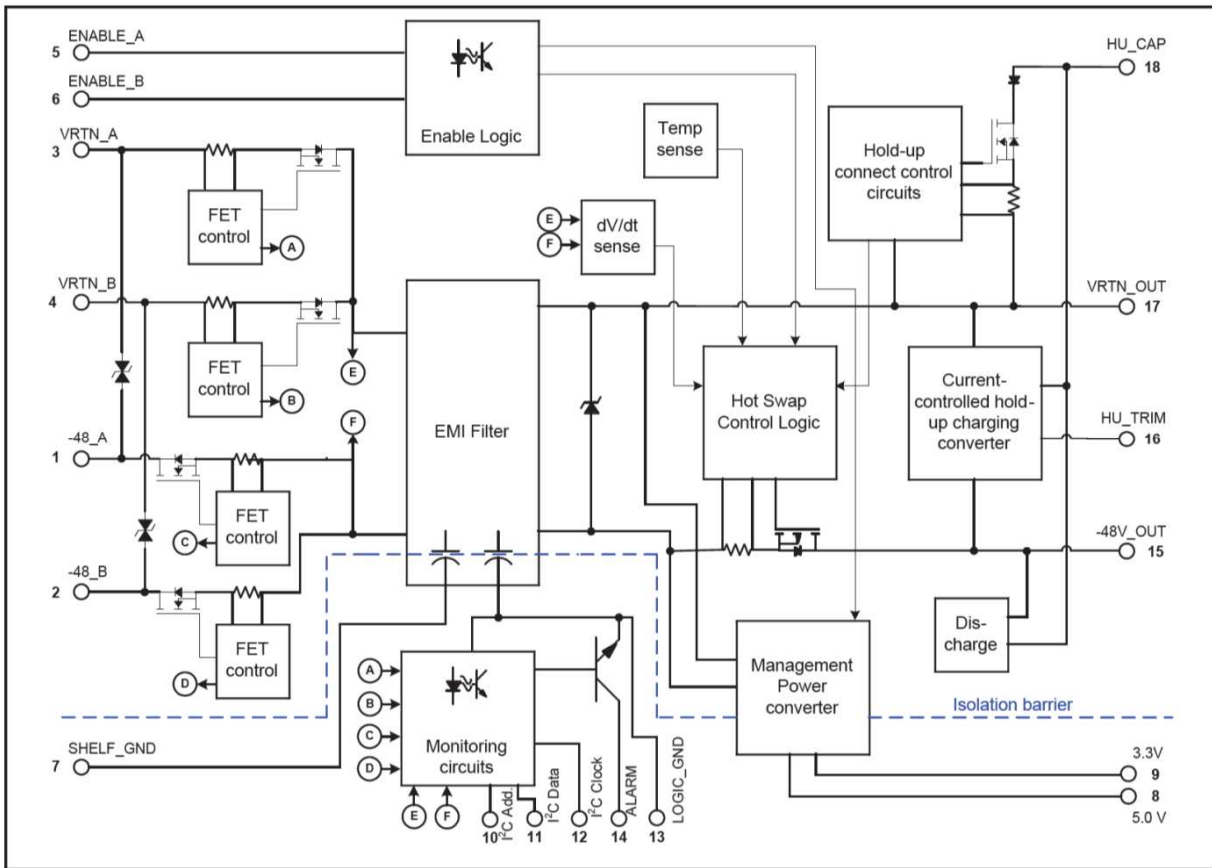 ENABLE_A
5
ENABLE_B
6
VRTN_A
3
Enable Logic
HU_CAP
18
Temp
sense
Hold-up
connect control
circuits
FET
control
A
E
F
dV/dt
sense
VRTN_B
4
FET
control
B
E
F
EMI Filter
VRTN_OUT
17
Hot Swap
Control Logic
Current-
controlled hold-
up charging
converter
HU_TRIM
16
-48_A
1
FET
control
C
-48V_OUT
15
-48_B
2
FET
control
D
Dis-
charge
Management
Power
converter
Isolation barrier
SHELF_GND
7
A
B
C
D
Monitoring
circuits
E
F
I²C Add.
10
I²C Data
11
I²C Clock
12
ALARM
14
LOGIC_GND
13
3.3V
9
8
5.0 V